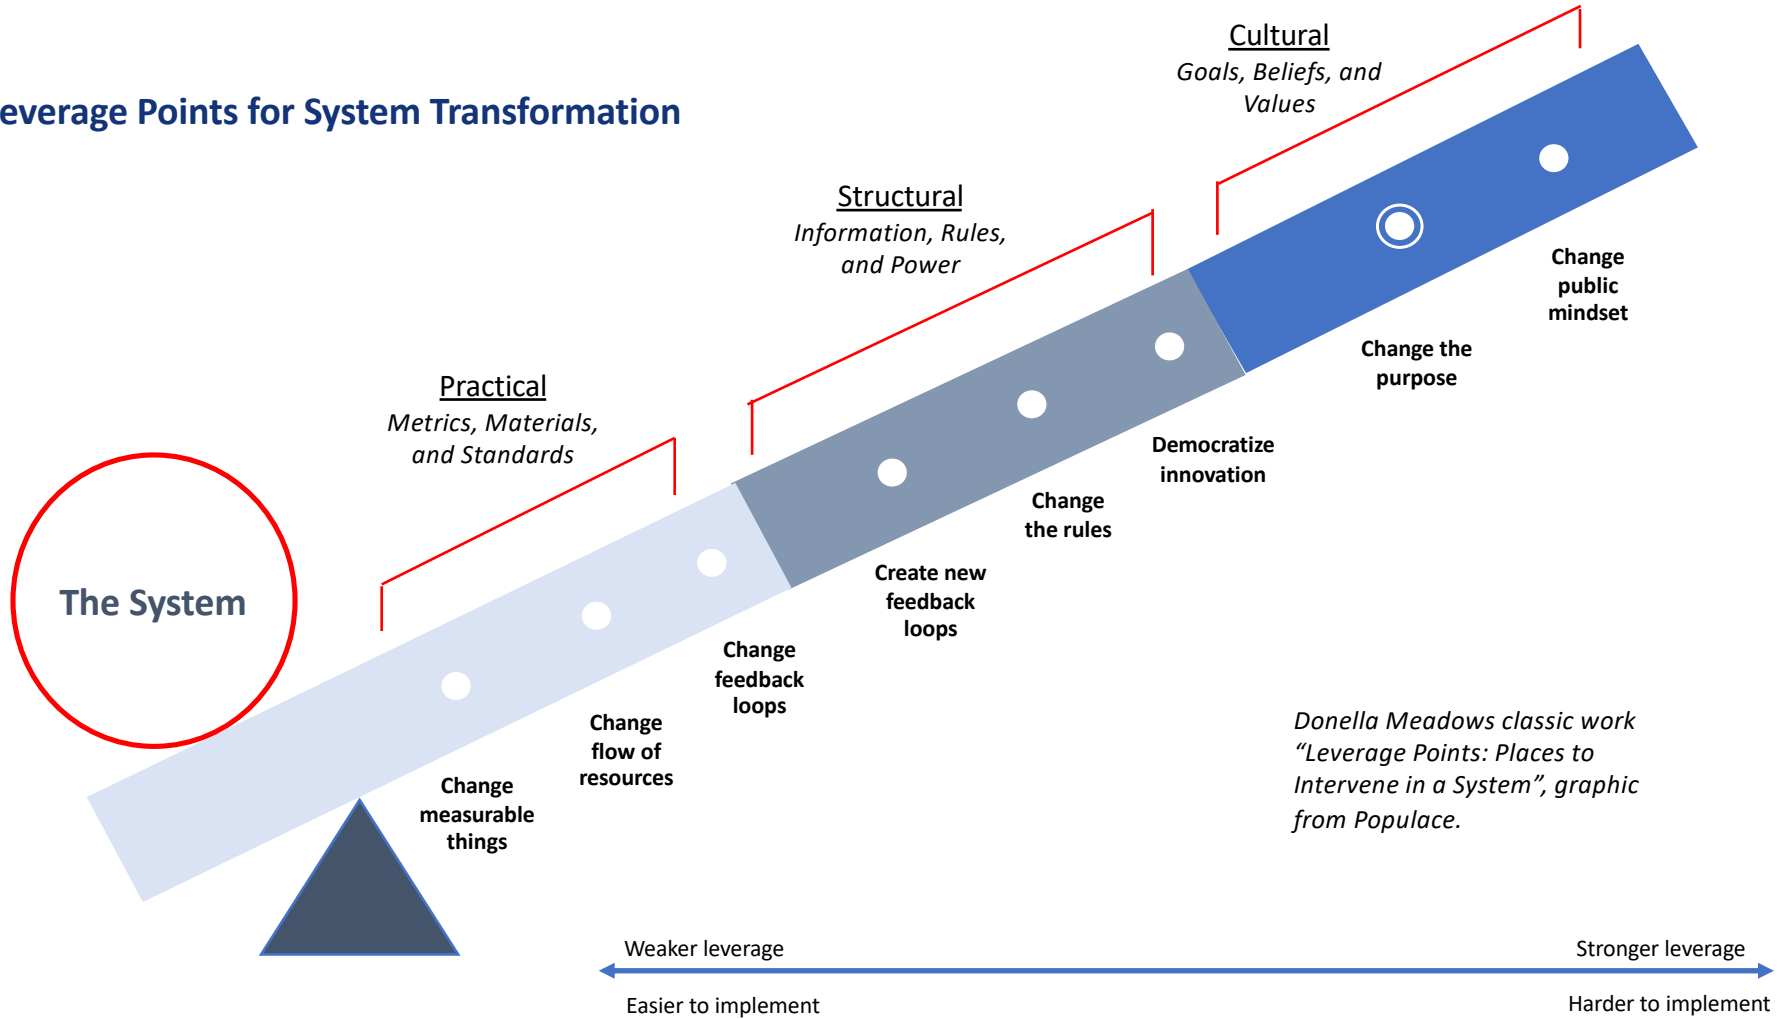 everage Points for System Transformation
Cultural
Goals, Beliefs, and
Values
Structural
Information, Rules,
and Power
Practical
Metrics, Materials,
and Standards
The System
Change
measurable
things
Change
flow of
resources
Change
feedback
loops
Create new
feedback
loops
Change
the rules
Democratize
innovation
Change the
purpose
Change
public
mindset
Donella Meadows classic work
“Leverage Points: Places to
Intervene in a System”, graphic
from Populace.
Weaker leverage
Stronger leverage
Easier to implement
Harder to implement